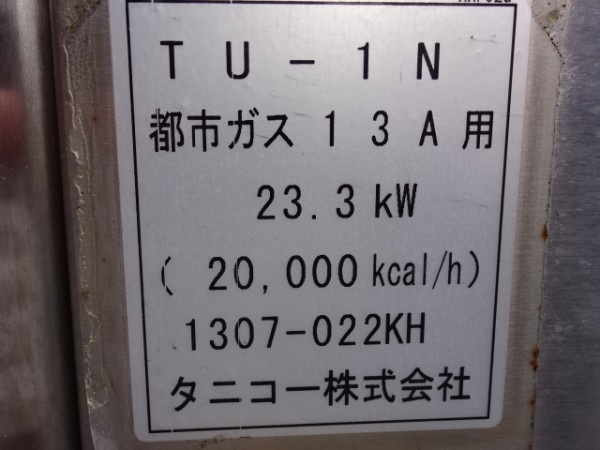 TU-1N
都市ガス13A用
23.3kW
(20,000kcal/h)
1307-022KH
タニコー株式会社